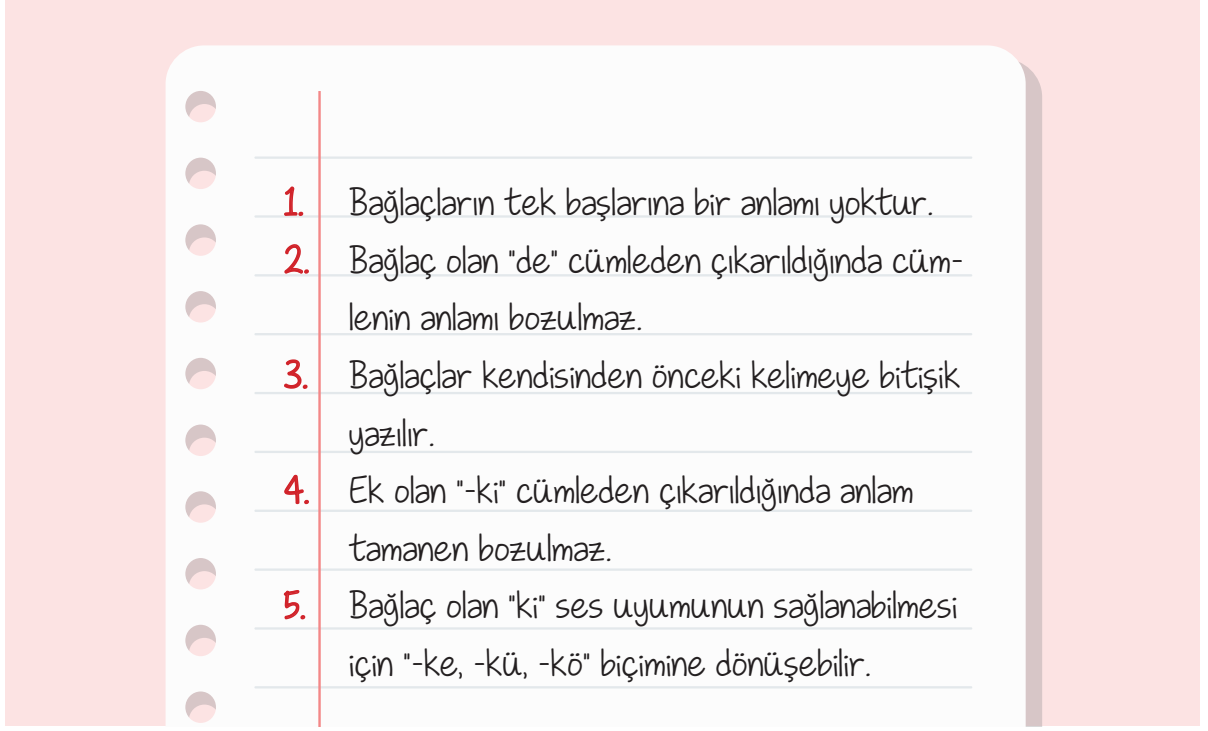 1. Bağlaçların tek başlarına bir anlamı yoktur.
2. Bağlaç olan "de" cümleden çıkarıldığında cüm-
lenin anlamı bozulmaz.
3. Bağlaçlar kendisinden önceki kelimeye bitişik
yazılır.
4. Ek olan "-ki" cümleden çıkarıldığında anlam
tamanen bozulmaz.
5. Bağlaç olan "ki" ses uyumunun sağlanabilmesi
için "-ke, -kü, -kö" biçimine dönüşebilir.